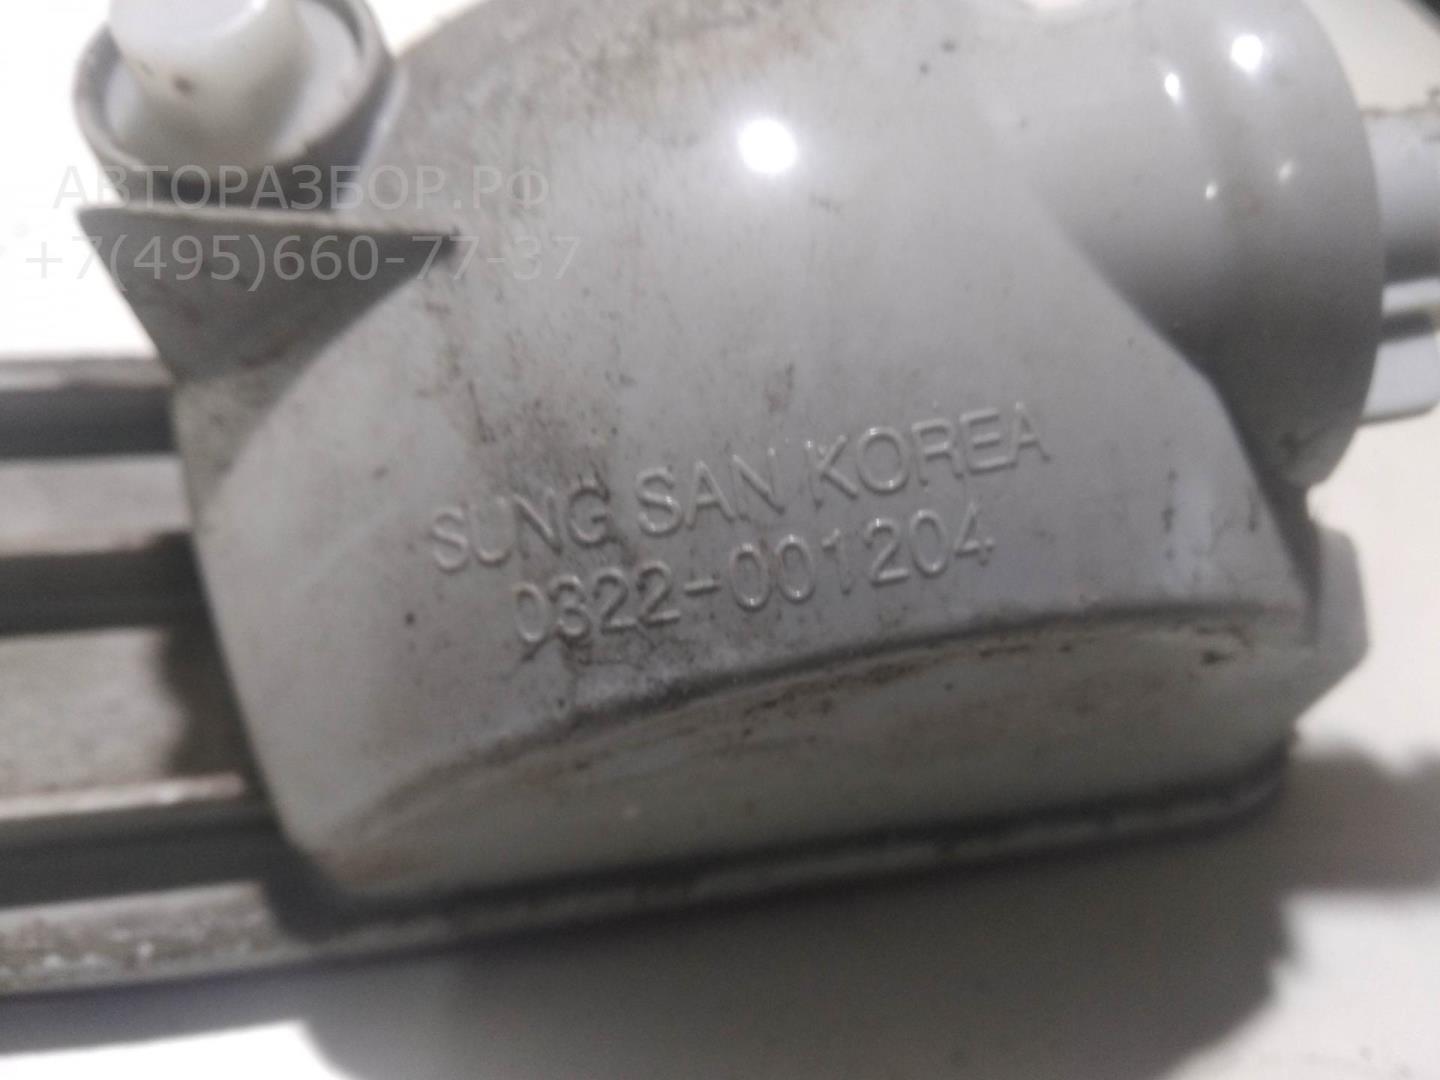 АВТОРАЗБОР.РФ
+7(495)660-77-37
SUNG SAN KOREA
0322-001204